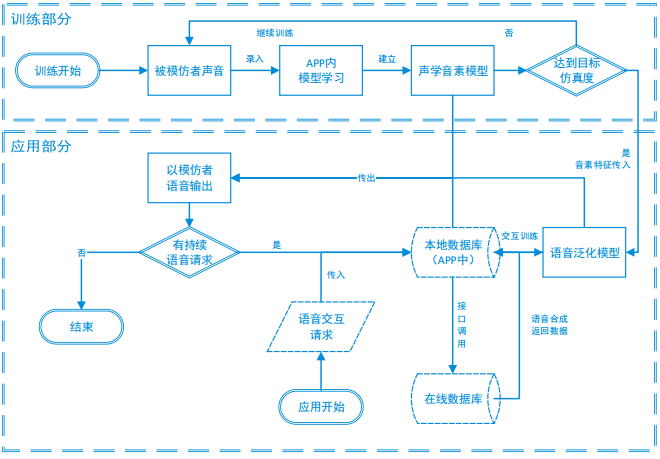 训练部分
继续训练
否
训练开始
被模仿者声音
录入
APP内
模型学习
建立
声学音素模型
达到目标
仿真度
应用部分
是
音素特征传入
以模仿者
语音输出
传出
否
有持续
语音请求
是
本地数据库
（APP中）
交互训练
语音泛化模型
传入
结束
语音交互
请求
接
口
调
用
语音合成
返回数据
应用开始
在线数据库